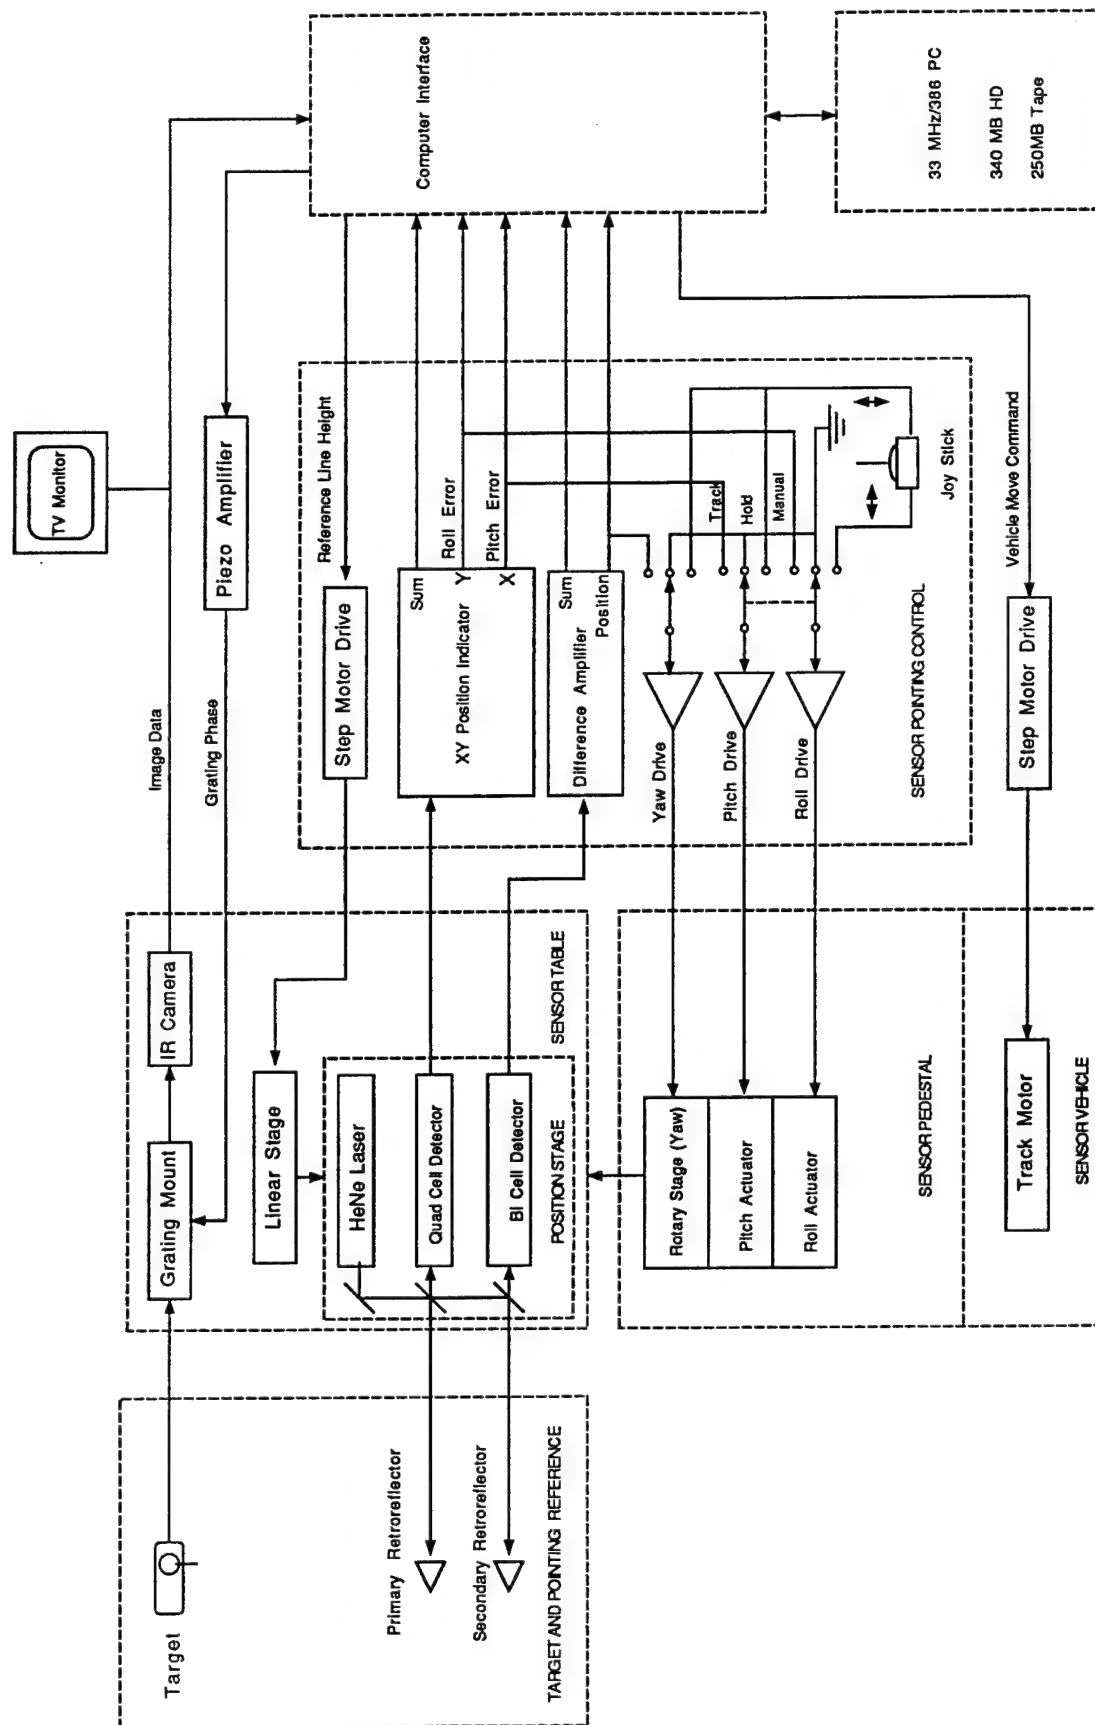 Target
Primary Retroreflector
Secondary Retroreflector
TARGET AND POINTING REFERENCE
Grating Mount
IR Camera
Linear Stage
HeNe Laser
Quad Cell Detector
BI Cell Detector
POSITION STAGE
SENSOR TABLE
Rotary Stage (Yaw)
Pitch Actuator
Roll Actuator
SENSOR PEDESTAL
Track Motor
SENSOR VEHICLE
Image Data
Grating Phase
TV Monitor
Piezo Amplifier
Reference Line Height
Step Motor Drive
XY Position Indicator
Sum
Y
X
Roll Error
Pitch Error
Difference Amplifier
Sum
Position
Yaw Drive
Pitch Drive
Roll Drive
Track
Hold
Manual
Joy Stick
SENSOR POINTING CONTROL
Vehicle Move Command
Step Motor Drive
Computer Interface
33 MHz/386 PC
340 MB HD
250MB Tape